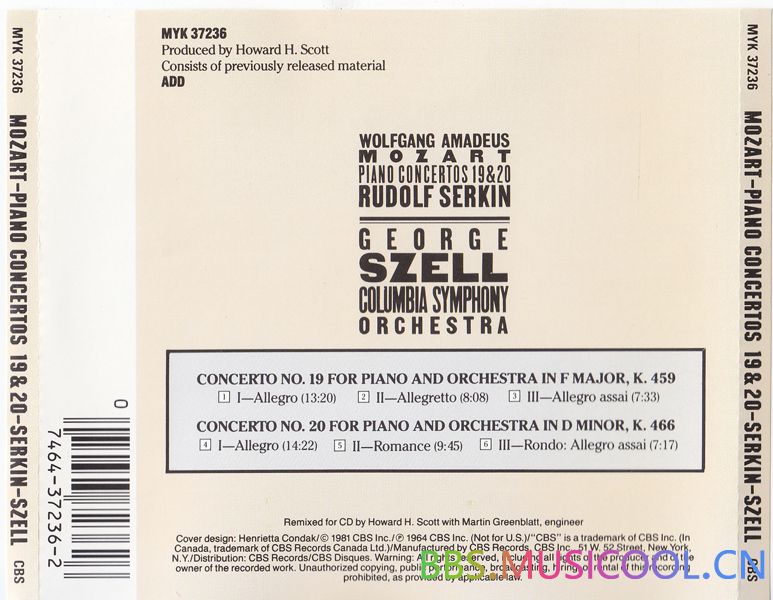 MYK 37236
MOZART–PIANO CONCERTOS 19 & 20–SERKIN–SZELL
CBS
0
7464-37236-2
MYK 37236
Produced by Howard H. Scott
Consists of previously released material
ADD
WOLFGANG AMADEUS
MOZART
PIANO CONCERTOS 19&20
RUDOLF SERKIN
GEORGE
SZELL
COLUMBIA SYMPHONY
ORCHESTRA
CONCERTO NO. 19 FOR PIANO AND ORCHESTRA IN F MAJOR, K. 459
1 I—Allegro (13:20) 2 II—Allegretto (8:08) 3 III—Allegro assai (7:33)
CONCERTO NO. 20 FOR PIANO AND ORCHESTRA IN D MINOR, K. 466
4 I—Allegro (14:22) 5 II—Romance (9:45) 6 III—Rondo: Allegro assai (7:17)
Remixed for CD by Howard H. Scott with Martin Greenblatt, engineer
Cover design: Henrietta Condak/© 1981 CBS Inc./℗ 1964 CBS Inc. (Not for U.S.)/"CBS" is a trademark of CBS Inc. (In
Canada, trademark of CBS Records Canada Ltd.)/Manufactured by CBS Records, CBS Inc., 51 W. 52 Street, New York,
N.Y./Distribution: CBS Records/CBS Disques. Warning: All rights reserved, including all rights of the producer and of the
owner of the recorded work. Unauthorized copying, public performance, broadcasting, hiring or rental of this recording
prohibited, as provided by applicable law.
BBS.MUSICOOL.CN
MYK 37236
MOZART–PIANO CONCERTOS 19 & 20–SERKIN–SZELL
CBS